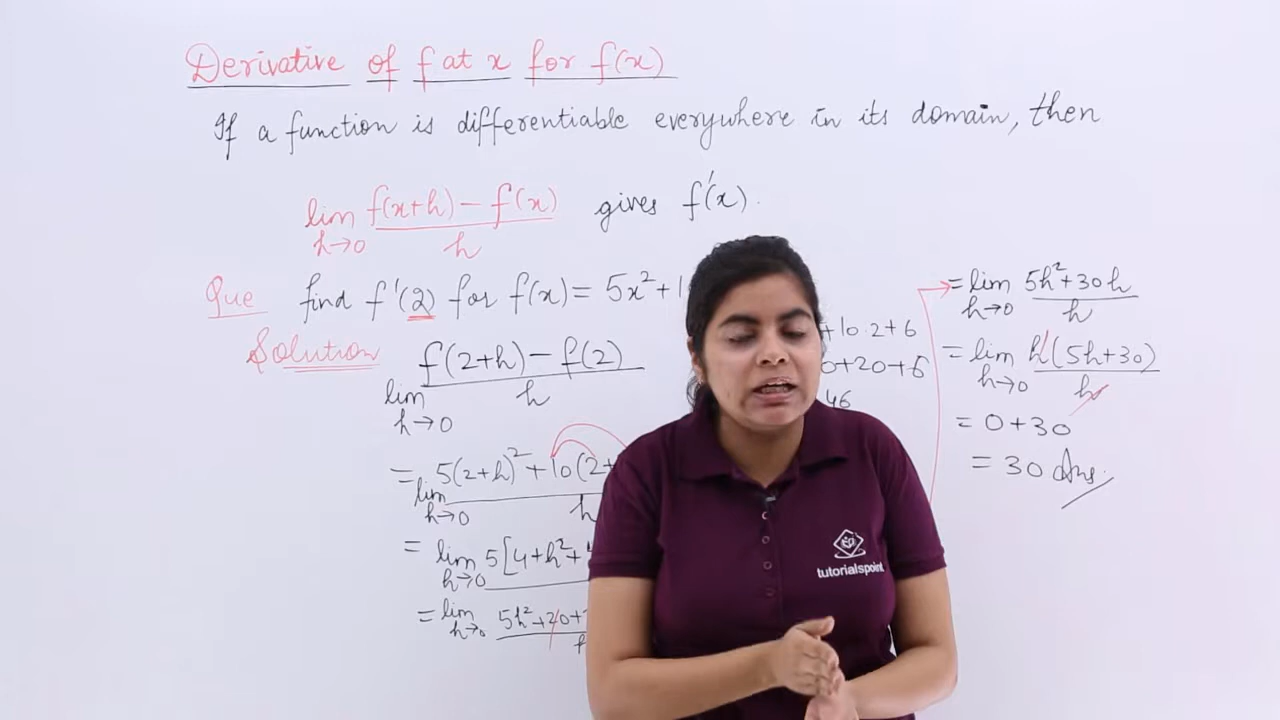 Derivative of f at x for f(x)
If a function is differentiable everywhere in its domain, then
lim h→0 f(x+h) − f(x) / h gives f'(x).
Que find f'(2) for f(x) = 5x² + 1
Solution
lim h→0 f(2+h) − f(2) / h
= lim h→0 5(2+h)² + 10(2+ / h
= lim h→0 5[4+h²+
= lim h→0 5h²+20+
+10.2+6
0+20+6
46
= lim h→0 5h²+30h / h
= lim h→0 h(5h+30) / h
= 0+30
= 30 Ans.
tutorialspoint